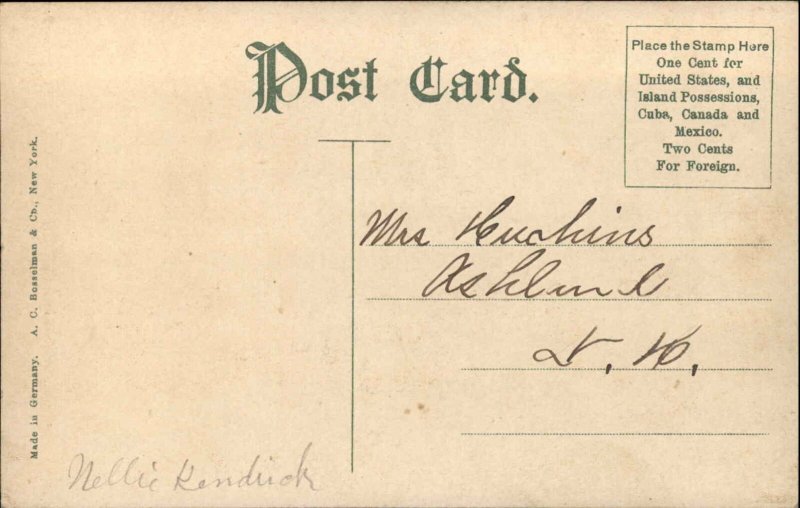 Post Card.
Place the Stamp Here
One Cent for
United States, and
Island Possessions,
Cuba, Canada and
Mexico.
Two Cents
For Foreign.
Made in Germany. A. C. Bosselman & Co., New York.
Mrs Huchins
Ashland
N. H.
Nellie Kendrick